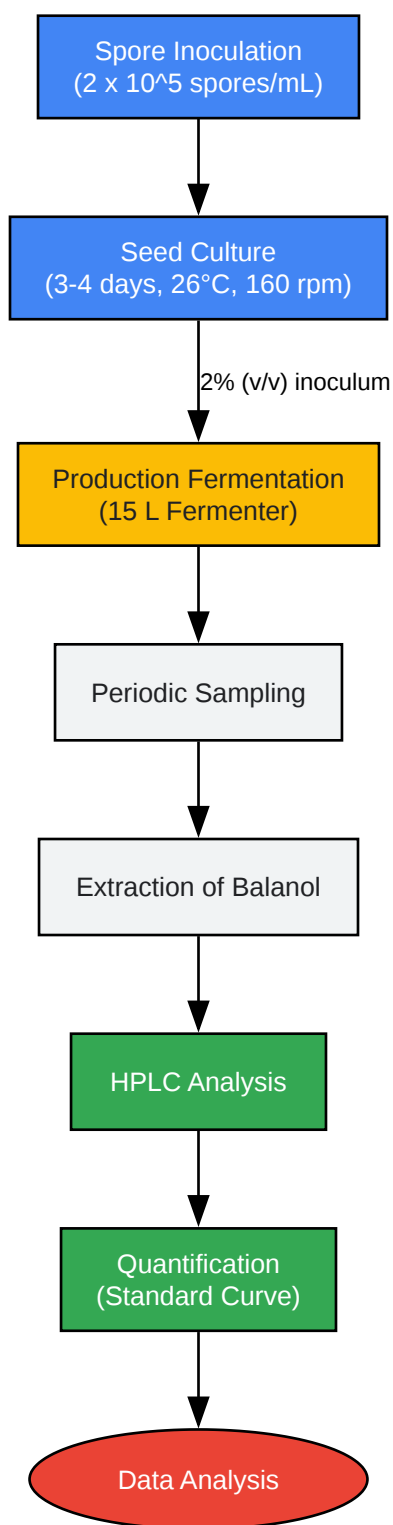 Spore Inoculation
(2 x 10^5 spores/mL)
Seed Culture
(3-4 days, 26°C, 160 rpm)
2% (v/v) inoculum
Production Fermentation
(15 L Fermenter)
Periodic Sampling
Extraction of Balanol
HPLC Analysis
Quantification
(Standard Curve)
Data Analysis